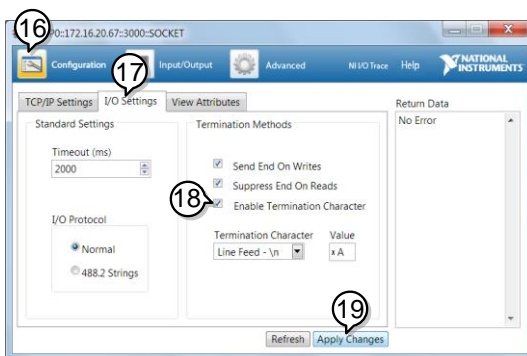 16
P0::172.16.20.67::3000::SOCKET
Configuration Input/Output Advanced NI I/O Trace Help NATIONAL INSTRUMENTS
17
TCP/IP Settings I/O Settings View Attributes
Return Data
No Error
Standard Settings
Timeout (ms)
2000
I/O Protocol
Normal
488.2 Strings
Termination Methods
Send End On Writes
Suppress End On Reads
18
Enable Termination Character
Termination Character Value
Line Feed - \n x A
19
Refresh Apply Changes